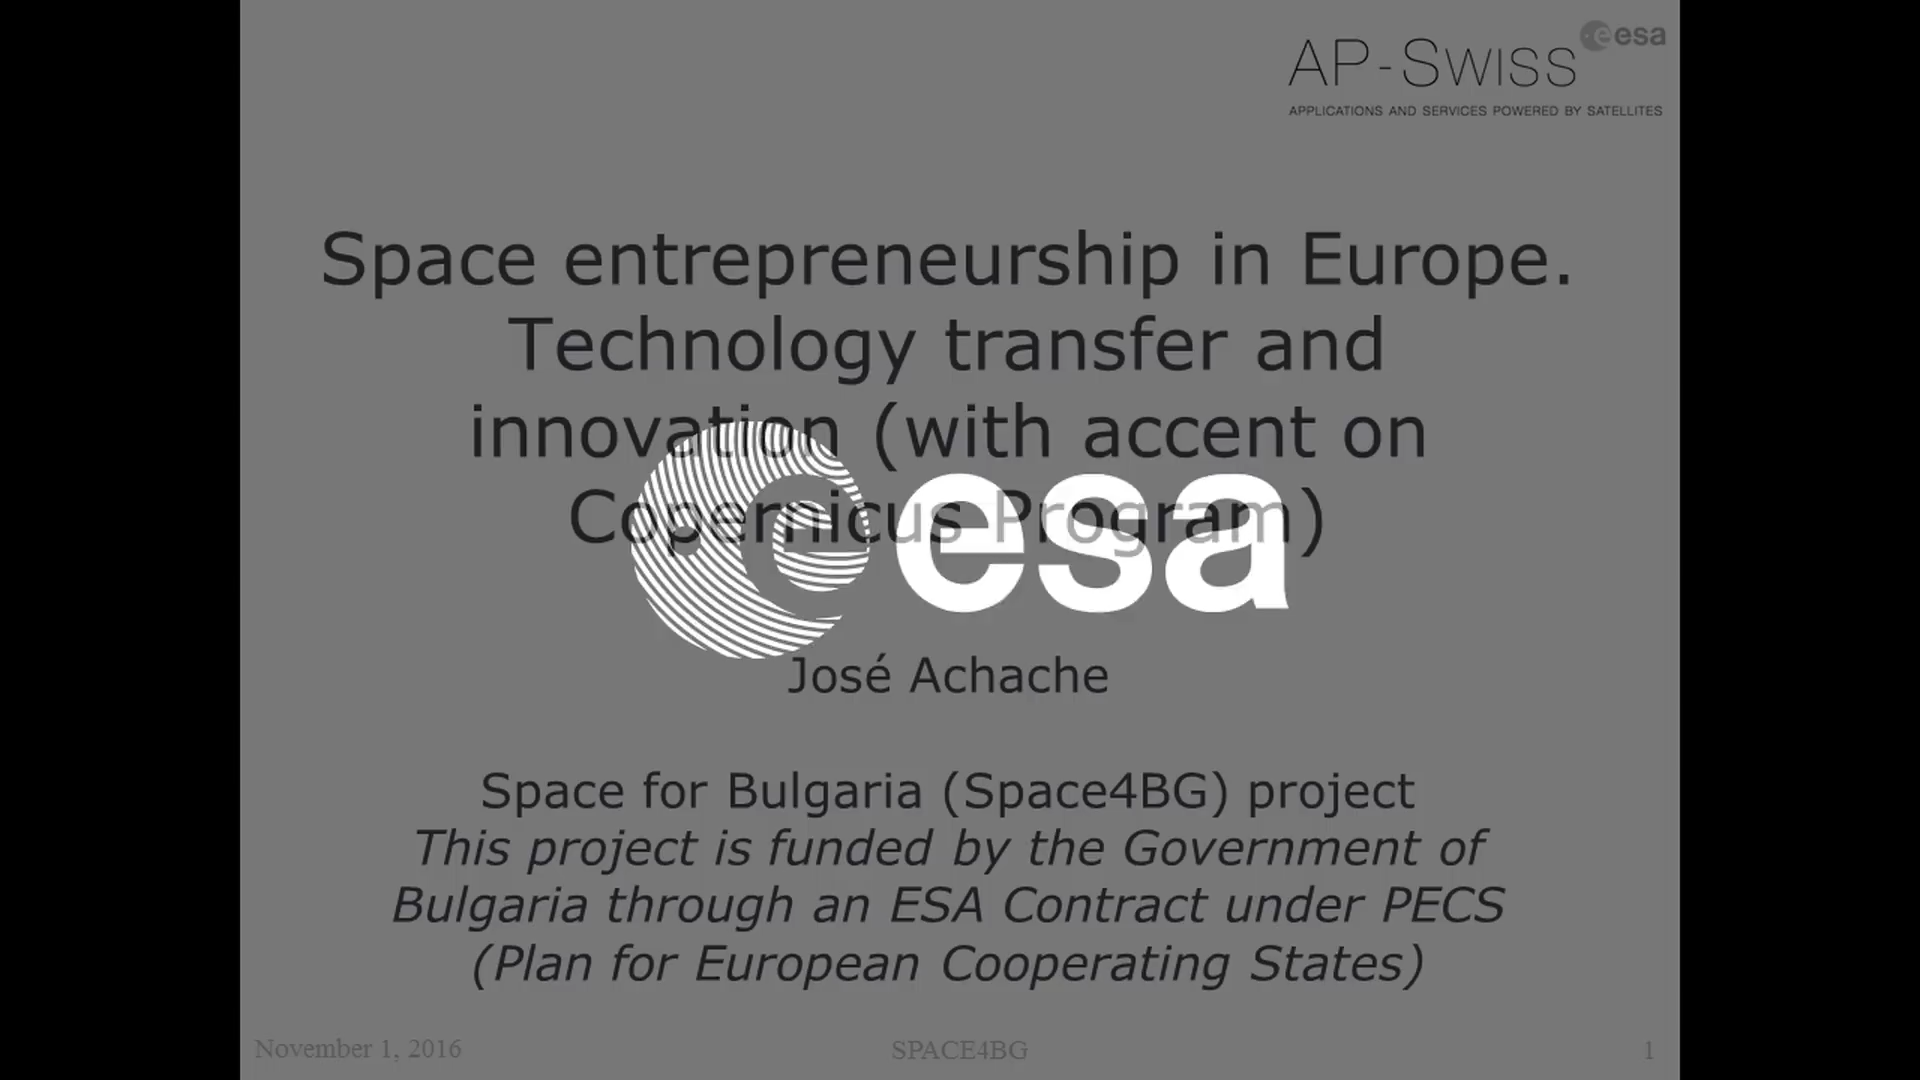 esa
AP-SWISS
APPLICATIONS AND SERVICES POWERED BY SATELLITES
Space entrepreneurship in Europe.
Technology transfer and
innovation (with accent on
Copernicus Program)
esa
José Achache
Space for Bulgaria (Space4BG) project
This project is funded by the Government of
Bulgaria through an ESA Contract under PECS
(Plan for European Cooperating States)
November 1, 2016
SPACE4BG
1